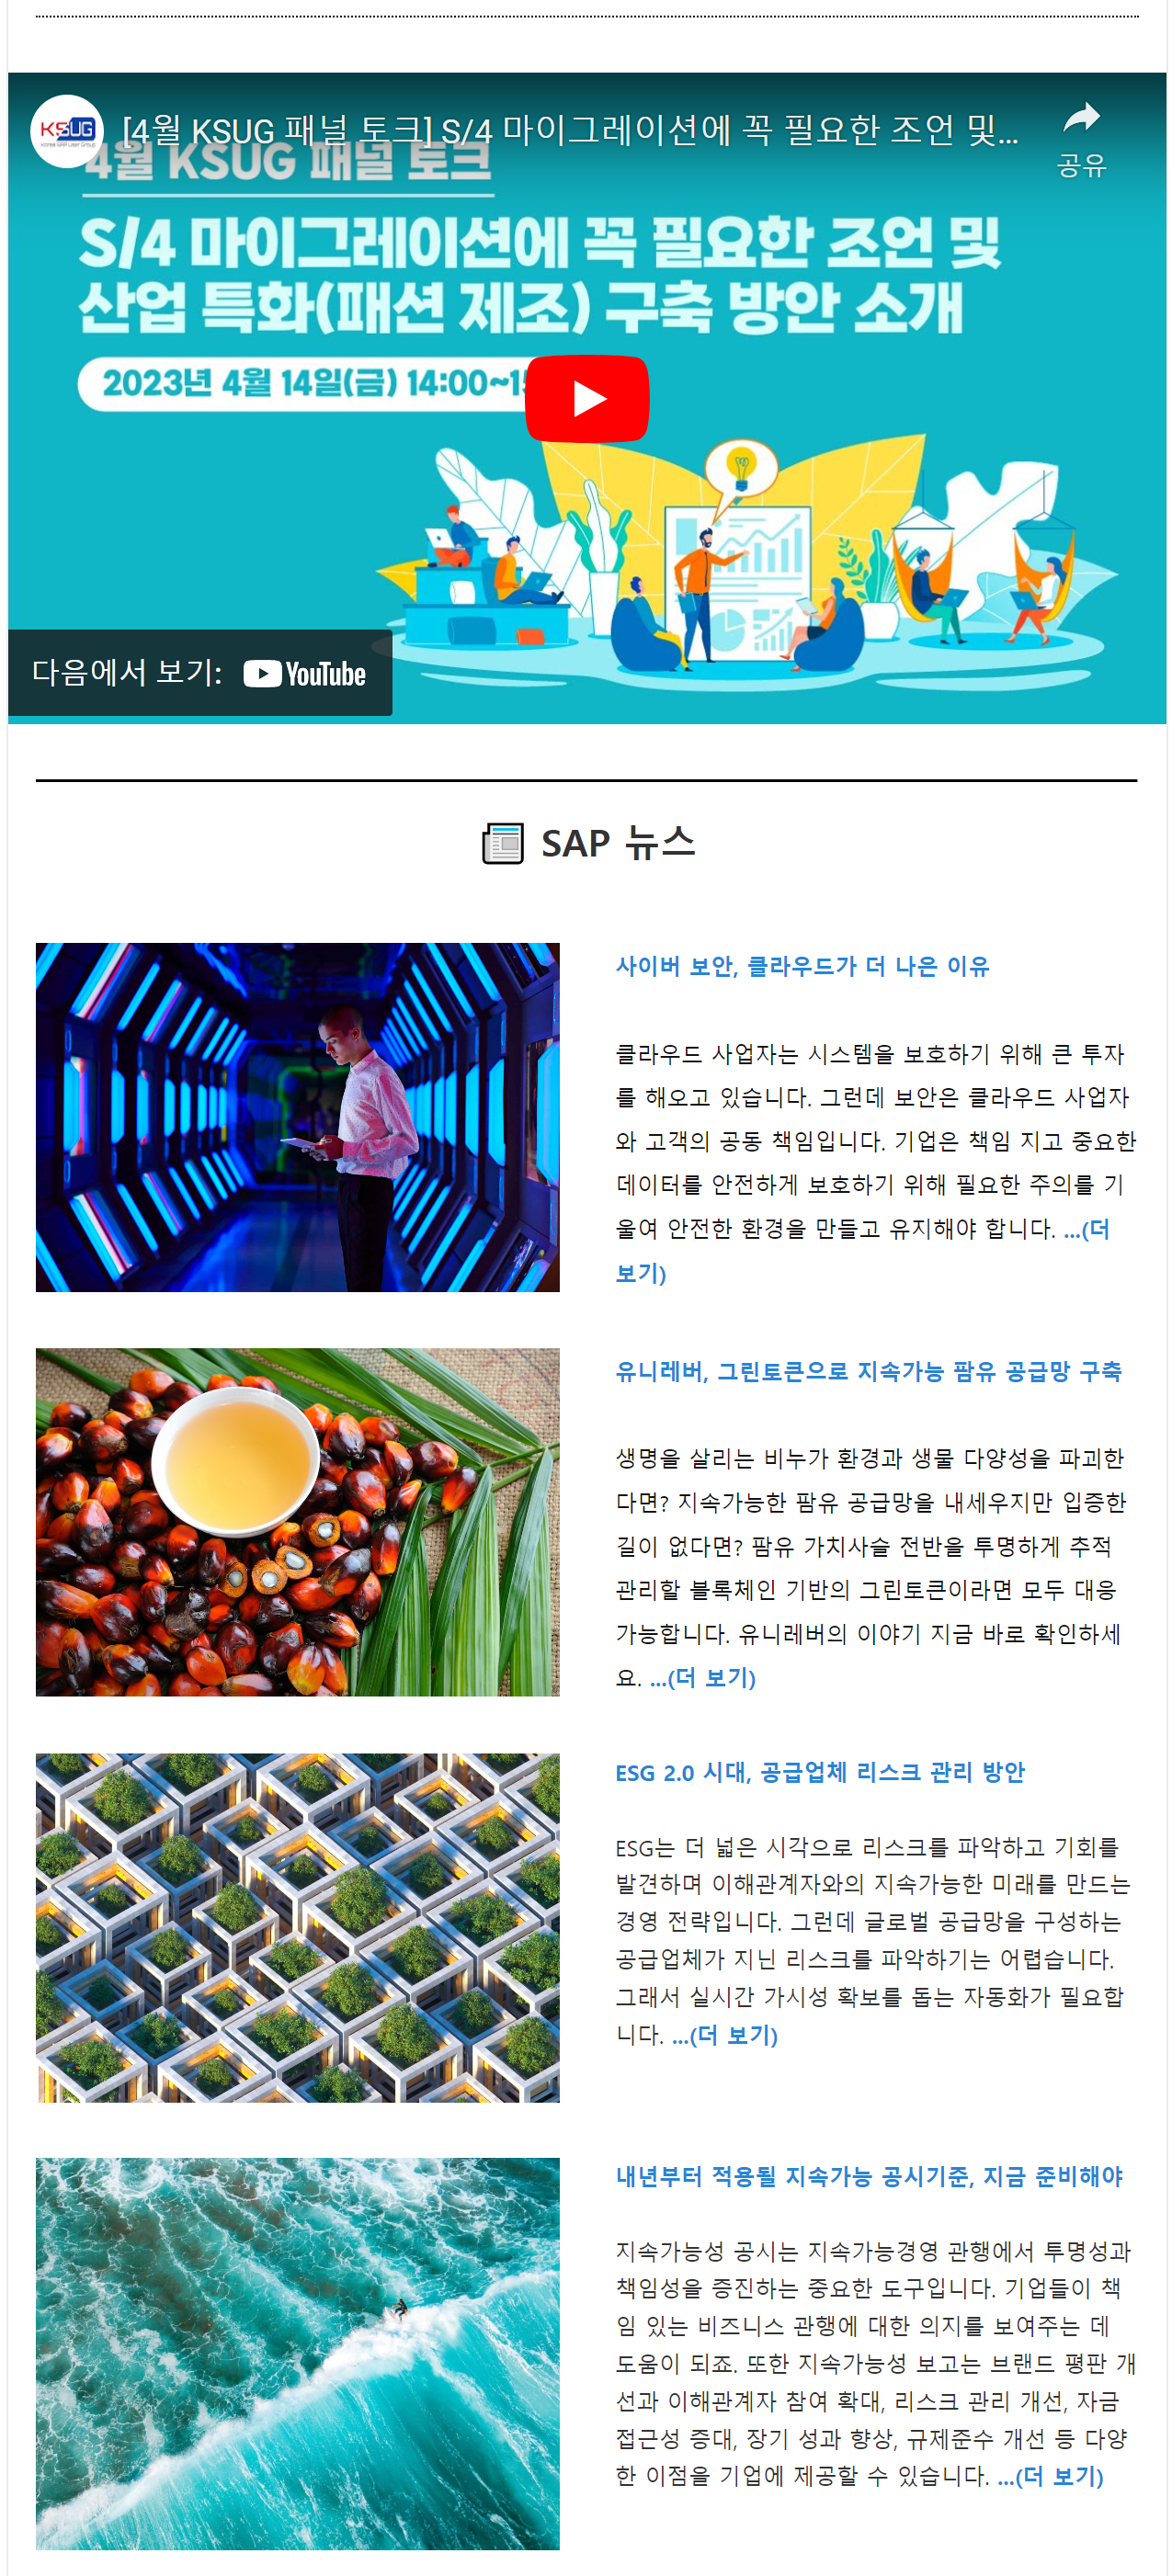 KSUG
Korea SAP User Group
[4월 KSUG 패널 토크] S/4 마이그레이션에 꼭 필요한 조언 및...
공유
4월 KSUG 패널 토크
S/4 마이그레이션에 꼭 필요한 조언 및
산업 특화(패션 제조) 구축 방안 소개
2023년 4월 14일(금) 14:00~15
다음에서 보기: YouTube
SAP 뉴스
사이버 보안, 클라우드가 더 나은 이유
클라우드 사업자는 시스템을 보호하기 위해 큰 투자
를 해오고 있습니다. 그런데 보안은 클라우드 사업자
와 고객의 공동 책임입니다. 기업은 책임 지고 중요한
데이터를 안전하게 보호하기 위해 필요한 주의를 기
울여 안전한 환경을 만들고 유지해야 합니다. ...(더
보기)
유니레버, 그린토큰으로 지속가능 팜유 공급망 구축
생명을 살리는 비누가 환경과 생물 다양성을 파괴한
다면? 지속가능한 팜유 공급망을 내세우지만 입증한
길이 없다면? 팜유 가치사슬 전반을 투명하게 추적
관리할 블록체인 기반의 그린토큰이라면 모두 대응
가능합니다. 유니레버의 이야기 지금 바로 확인하세
요. ...(더 보기)
ESG 2.0 시대, 공급업체 리스크 관리 방안
ESG는 더 넓은 시각으로 리스크를 파악하고 기회를
발견하며 이해관계자와의 지속가능한 미래를 만드는
경영 전략입니다. 그런데 글로벌 공급망을 구성하는
공급업체가 지닌 리스크를 파악하기는 어렵습니다.
그래서 실시간 가시성 확보를 돕는 자동화가 필요합
니다. ...(더 보기)
내년부터 적용될 지속가능 공시기준, 지금 준비해야
지속가능성 공시는 지속가능경영 관행에서 투명성과
책임성을 증진하는 중요한 도구입니다. 기업들이 책
임 있는 비즈니스 관행에 대한 의지를 보여주는 데
도움이 되죠. 또한 지속가능성 보고는 브랜드 평판 개
선과 이해관계자 참여 확대, 리스크 관리 개선, 자금
접근성 증대, 장기 성과 향상, 규제준수 개선 등 다양
한 이점을 기업에 제공할 수 있습니다. ...(더 보기)